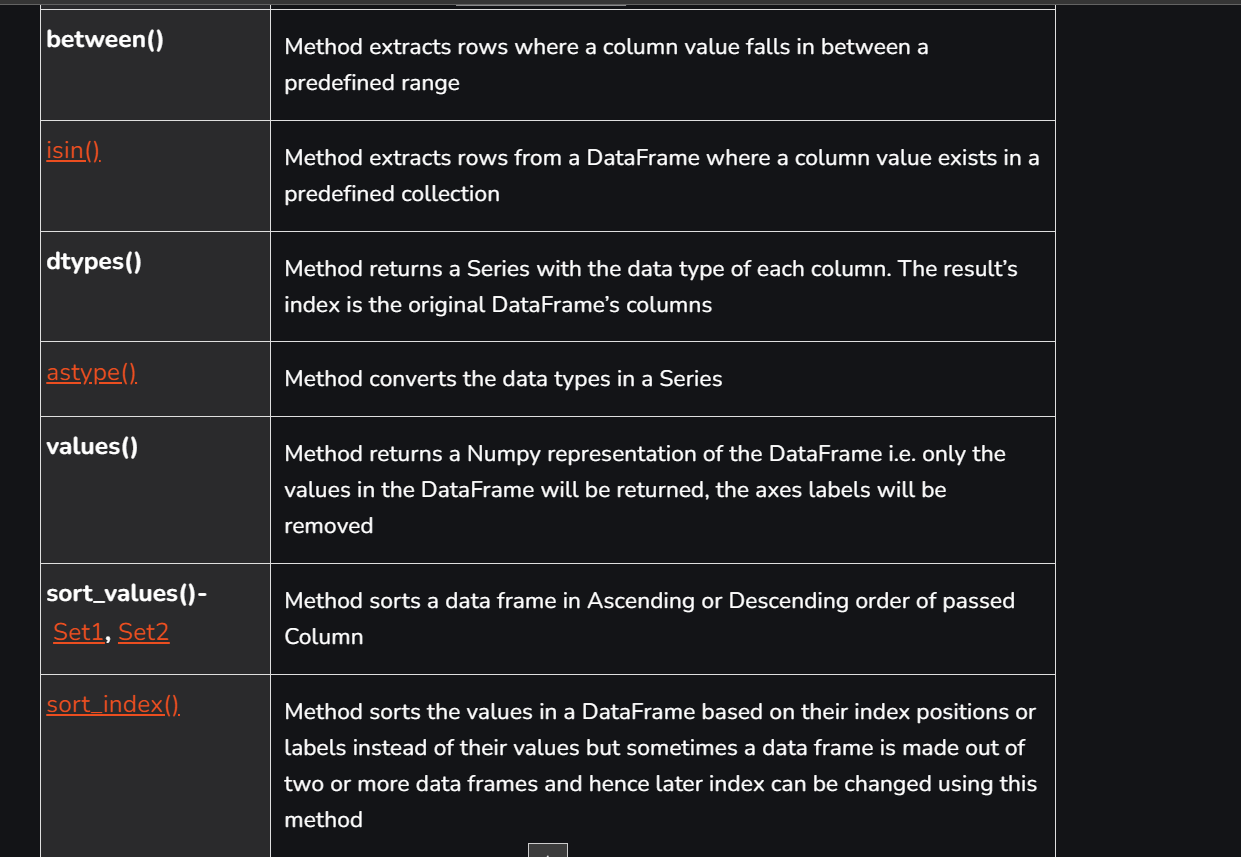 between()
Method extracts rows where a column value falls in between a
predefined range
isin()
Method extracts rows from a DataFrame where a column value exists in a
predefined collection
dtypes()
Method returns a Series with the data type of each column. The result’s
index is the original DataFrame’s columns
astype()
Method converts the data types in a Series
values()
Method returns a Numpy representation of the DataFrame i.e. only the
values in the DataFrame will be returned, the axes labels will be
removed
sort_values()-
Set1, Set2
Method sorts a data frame in Ascending or Descending order of passed
Column
sort_index()
Method sorts the values in a DataFrame based on their index positions or
labels instead of their values but sometimes a data frame is made out of
two or more data frames and hence later index can be changed using this
method